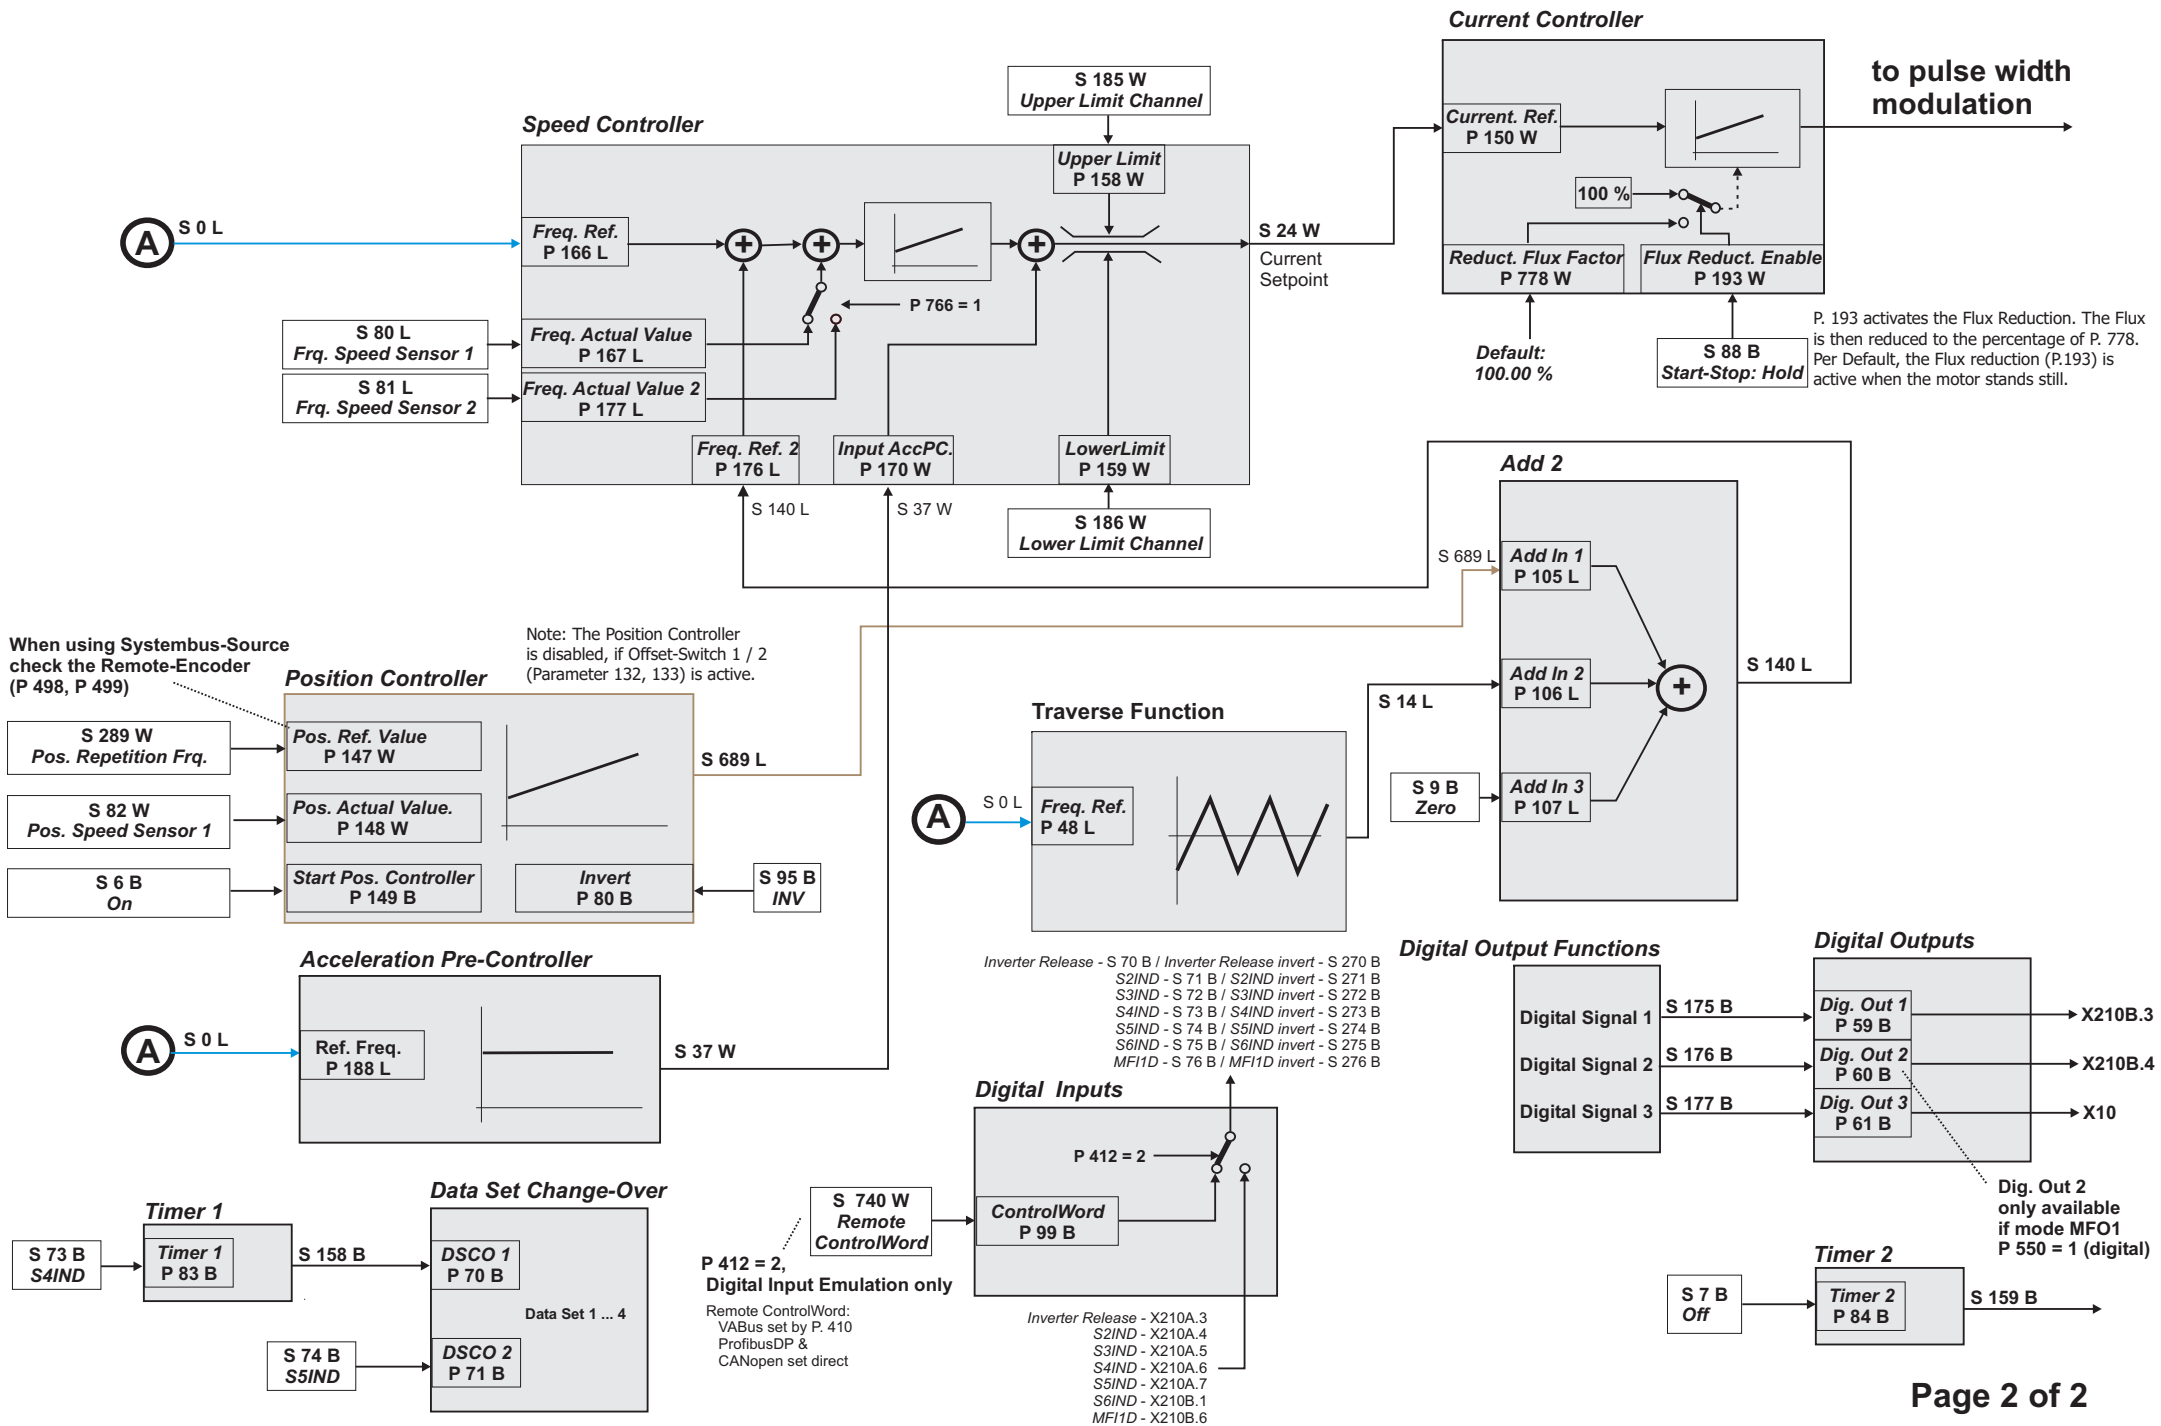 Current Controller
to pulse width
modulation
S 185 W
Upper Limit Channel
Speed Controller
Current. Ref.
P 150 W
Upper Limit
P 158 W
100 %
A
S 0 L
Freq. Ref.
P 166 L
+
+
+
S 24 W
Current
Setpoint
Reduct. Flux Factor
P 778 W
Flux Reduct. Enable
P 193 W
P 766 = 1
S 80 L
Frq. Speed Sensor 1
Freq. Actual Value
P 167 L
S 81 L
Frq. Speed Sensor 2
Freq. Actual Value 2
P 177 L
Default:
100.00 %
S 88 B
Start-Stop: Hold
P. 193 activates the Flux Reduction. The Flux
is then reduced to the percentage of P. 778.
Per Default, the Flux reduction (P.193) is
active when the motor stands still.
Freq. Ref. 2
P 176 L
Input AccPC.
P 170 W
LowerLimit
P 159 W
S 140 L
S 37 W
S 186 W
Lower Limit Channel
Add 2
S 689 L
Add In 1
P 105 L
Add In 2
P 106 L
+
S 140 L
S 14 L
S 9 B
Zero
Add In 3
P 107 L
When using Systembus-Source
check the Remote-Encoder
(P 498, P 499)
Note: The Position Controller
is disabled, if Offset-Switch 1 / 2
(Parameter 132, 133) is active.
Position Controller
S 289 W
Pos. Repetition Frq.
Pos. Ref. Value
P 147 W
S 689 L
S 82 W
Pos. Speed Sensor 1
Pos. Actual Value.
P 148 W
S 6 B
On
Start Pos. Controller
P 149 B
Invert
P 80 B
S 95 B
INV
Traverse Function
A
S 0 L
Freq. Ref.
P 48 L
Acceleration Pre-Controller
A
S 0 L
Ref. Freq.
P 188 L
S 37 W
Inverter Release - S 70 B / Inverter Release invert - S 270 B
S2IND - S 71 B / S2IND invert - S 271 B
S3IND - S 72 B / S3IND invert - S 272 B
S4IND - S 73 B / S4IND invert - S 273 B
S5IND - S 74 B / S5IND invert - S 274 B
S6IND - S 75 B / S6IND invert - S 275 B
MFI1D - S 76 B / MFI1D invert - S 276 B
Digital Inputs
P 412 = 2
S 740 W
Remote
ControlWord
ControlWord
P 99 B
P 412 = 2,
Digital Input Emulation only
Remote ControlWord:
VABus set by P. 410
ProfibusDP &
CANopen set direct
Inverter Release - X210A.3
S2IND - X210A.4
S3IND - X210A.5
S4IND - X210A.6
S5IND - X210A.7
S6IND - X210B.1
MFI1D - X210B.6
Digital Output Functions
Digital Outputs
Digital Signal 1
S 175 B
Dig. Out 1
P 59 B
X210B.3
Digital Signal 2
S 176 B
Dig. Out 2
P 60 B
X210B.4
Digital Signal 3
S 177 B
Dig. Out 3
P 61 B
X10
Dig. Out 2
only available
if mode MFO1
P 550 = 1 (digital)
Timer 1
S 73 B
S4IND
Timer 1
P 83 B
S 158 B
Data Set Change-Over
DSCO 1
P 70 B
Data Set 1 ... 4
S 74 B
S5IND
DSCO 2
P 71 B
Timer 2
S 7 B
Off
Timer 2
P 84 B
S 159 B
Page 2 of 2